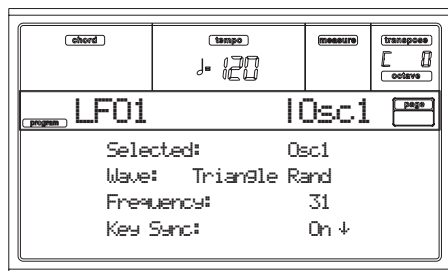 chord tempo measure transpose
♩= 120 C 0
octave
program LFO1 |Osc1 page
Selected: Osc1
Wave: Triangle Rand
Frequency: 31
Key Sync: On ↓